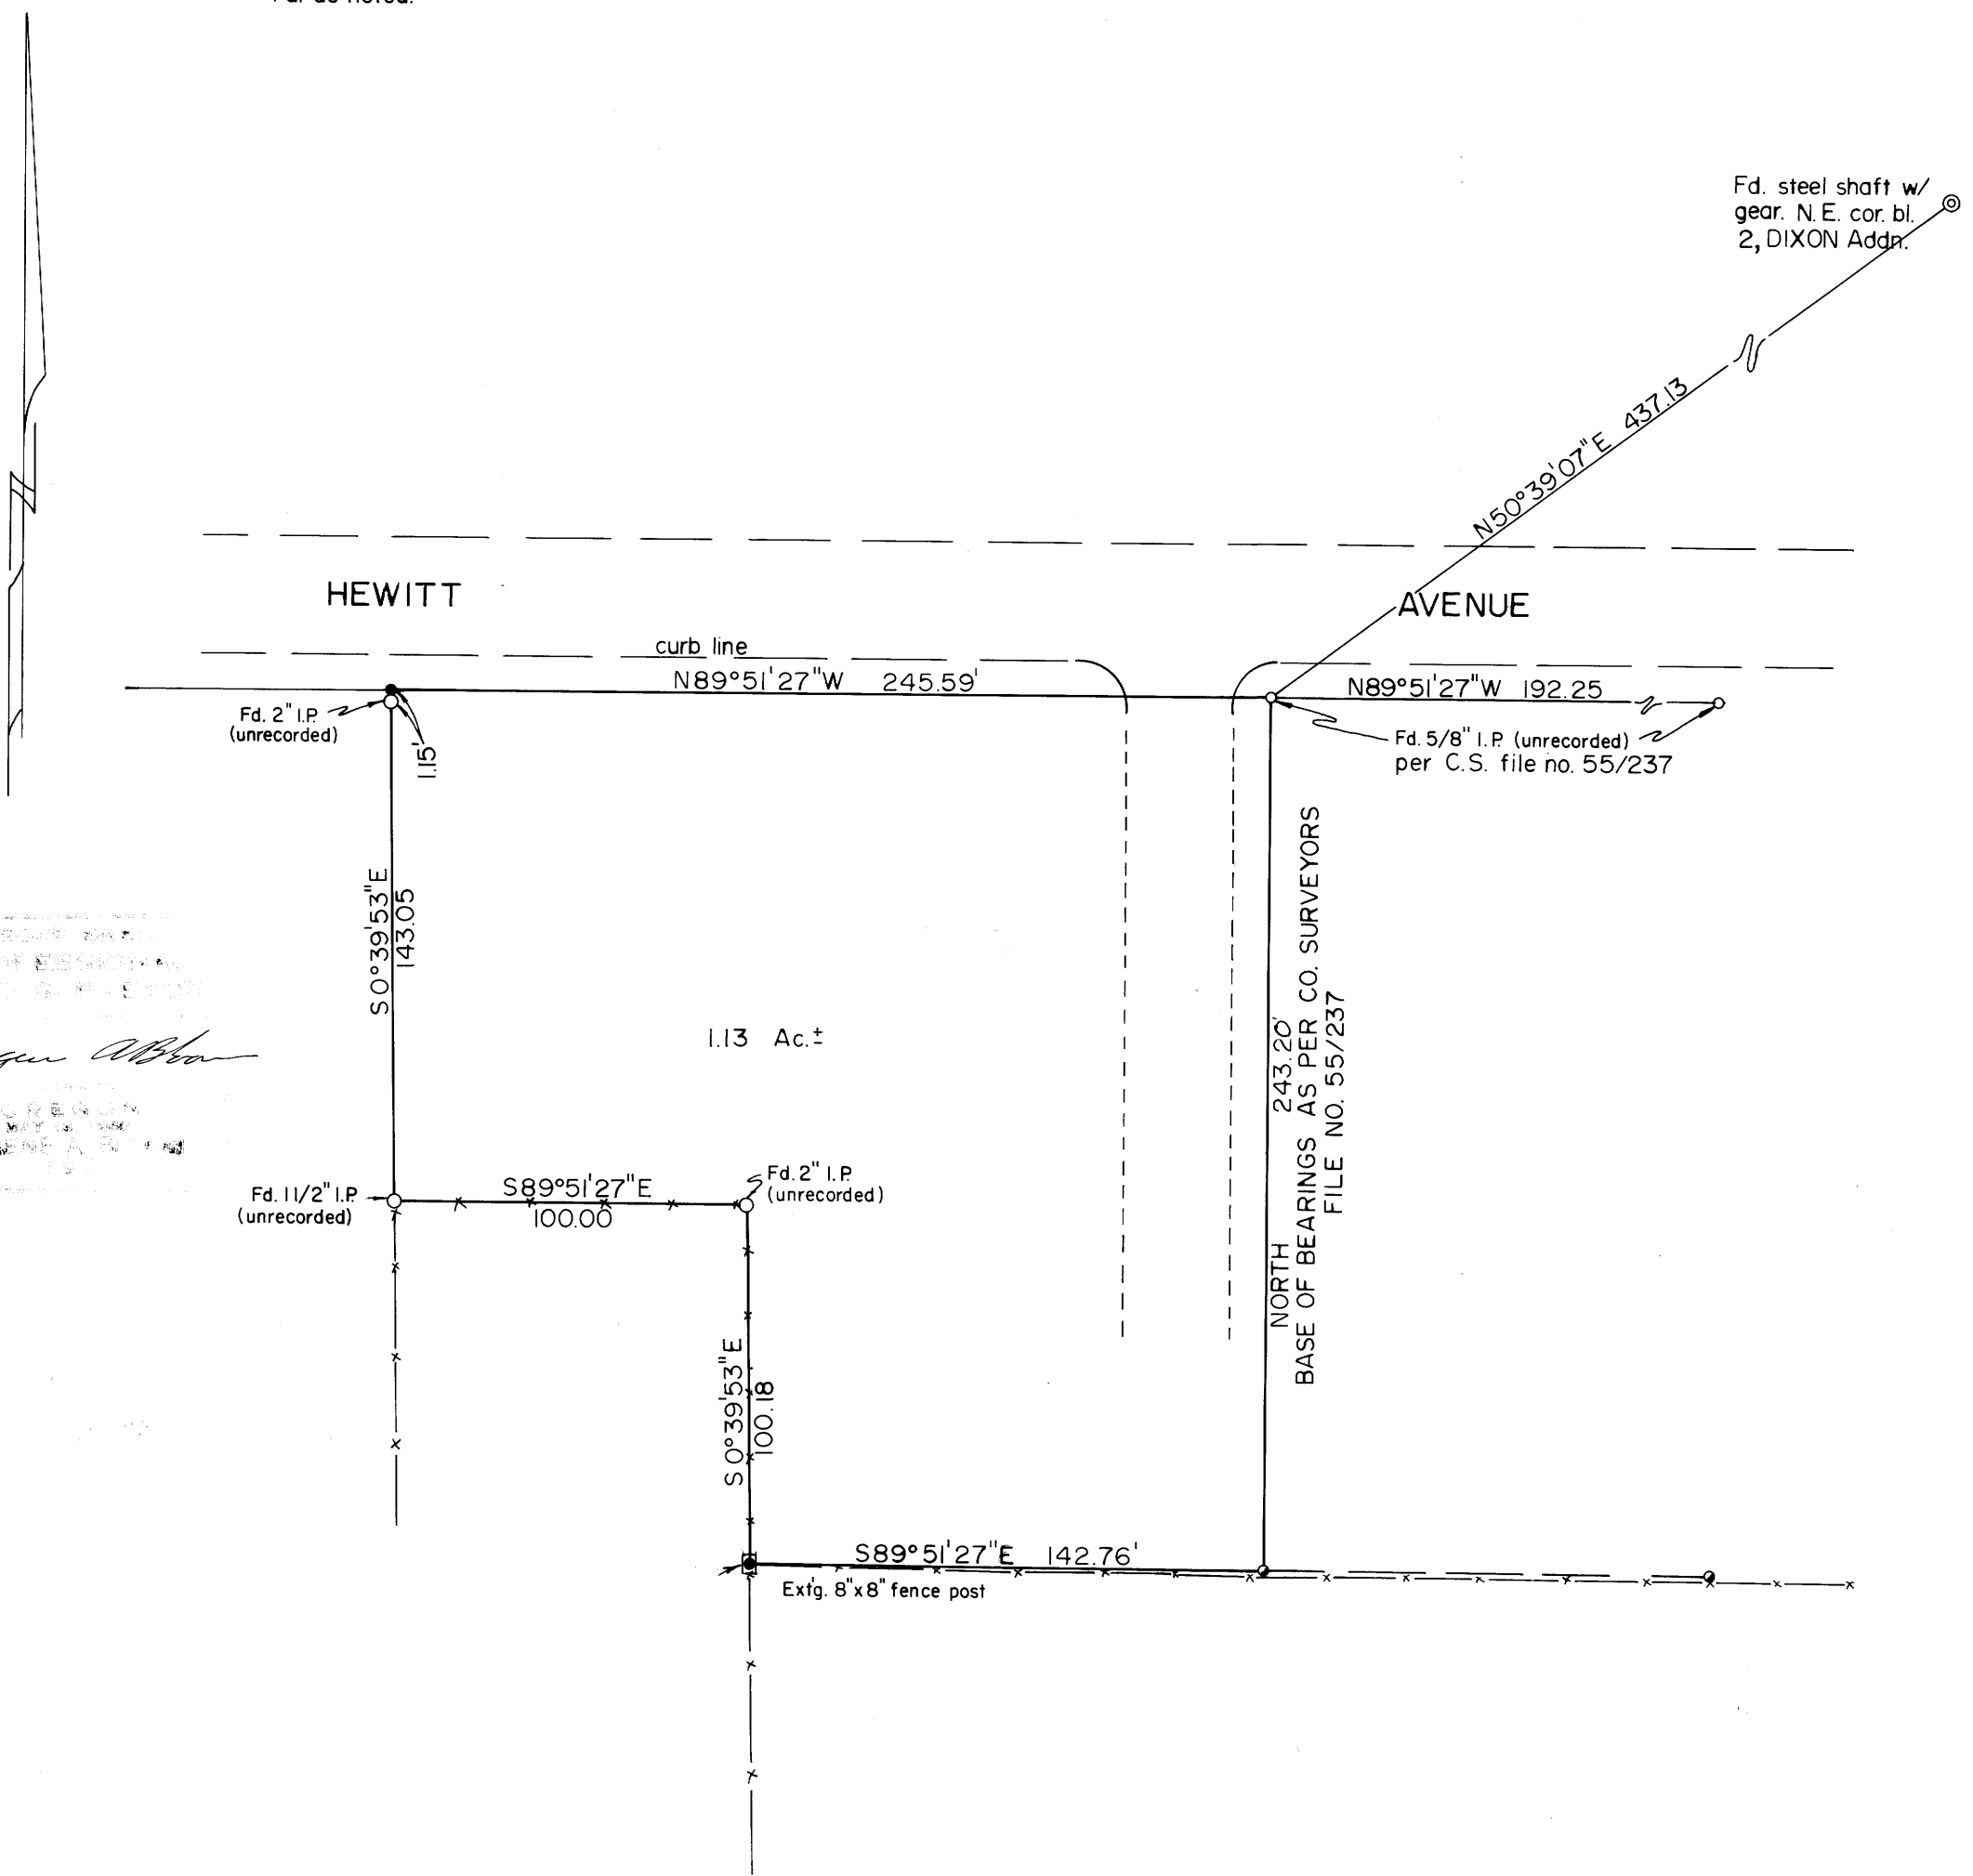 Fd. steel shaft w/
gear. N.E. cor. bl.
2, DIXON Addn.
N50°39'07"E 437.13
HEWITT
AVENUE
curb line
N89°51'27"W 245.59'
N89°51'27"W 192.25
Fd. 2" I.P.
(unrecorded)
1.15'
Fd. 5/8" I.P. (unrecorded)
per C.S. file no. 55/237
S 0°39'53"E
143.05
1.13 Ac.±
NORTH 243.20'
BASE OF BEARINGS AS PER CO. SURVEYORS
FILE NO. 55/237
OREGON
Fd. 1 1/2" I.P.
(unrecorded)
S89°51'27"E
100.00
Fd. 2" I.P.
(unrecorded)
S 0°39'53"E
100.18
S89°51'27"E 142.76'
Ext'g. 8"x8" fence post